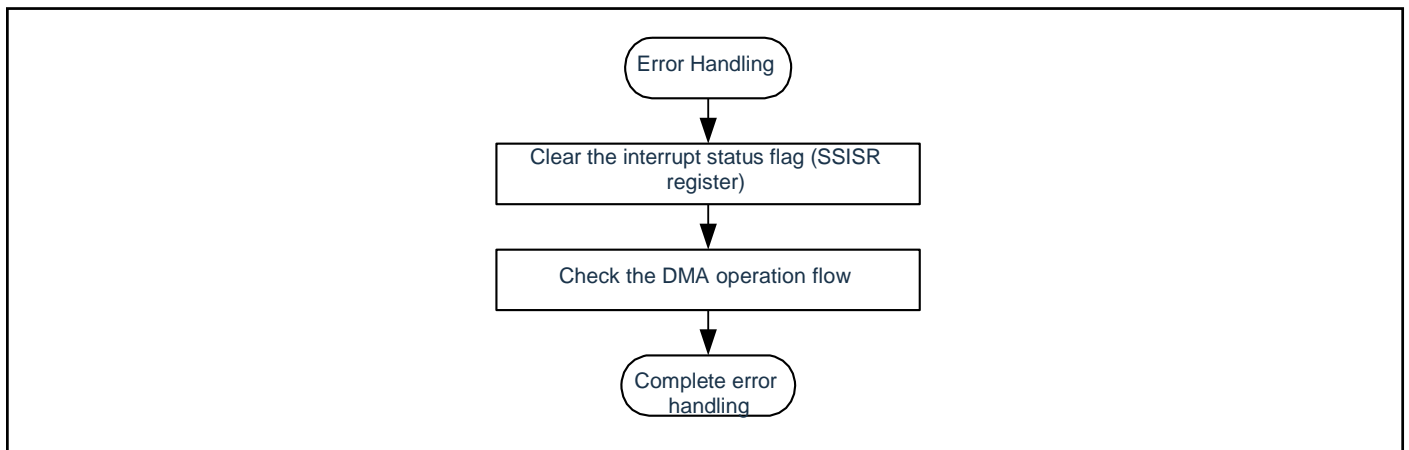 Error Handling
Clear the interrupt status flag (SSISR
register)
Check the DMA operation flow
Complete error
handling